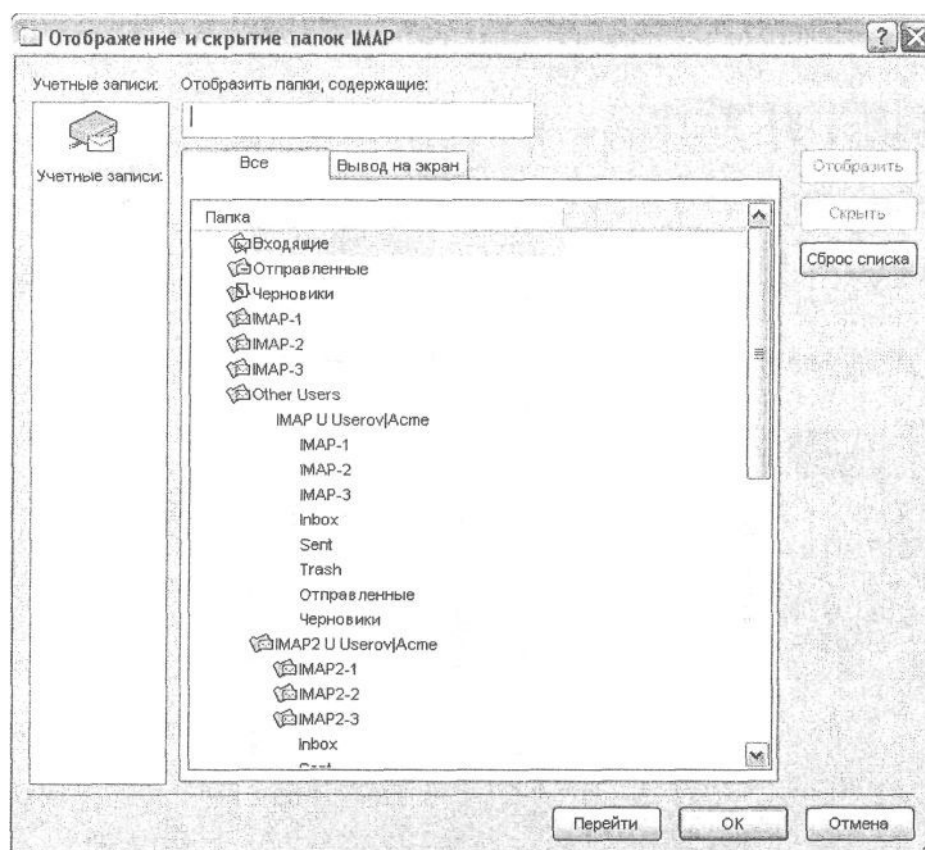 Отображение и скрытие папок IMAP
Учетные записи:
Отобразить папки, содержащие:
Учетные записи:
Все
Вывод на экран
Отобразить
Скрыть
Сброс списка
Папка
Входящие
Отправленные
Черновики
IMAP-1
IMAP-2
IMAP-3
Other Users
IMAP U Userov|Acme
IMAP-1
IMAP-2
IMAP-3
Inbox
Sent
Trash
Отправленные
Черновики
IMAP2 U Userov|Acme
IMAP2-1
IMAP2-2
IMAP2-3
Inbox
Перейти
ОК
Отмена